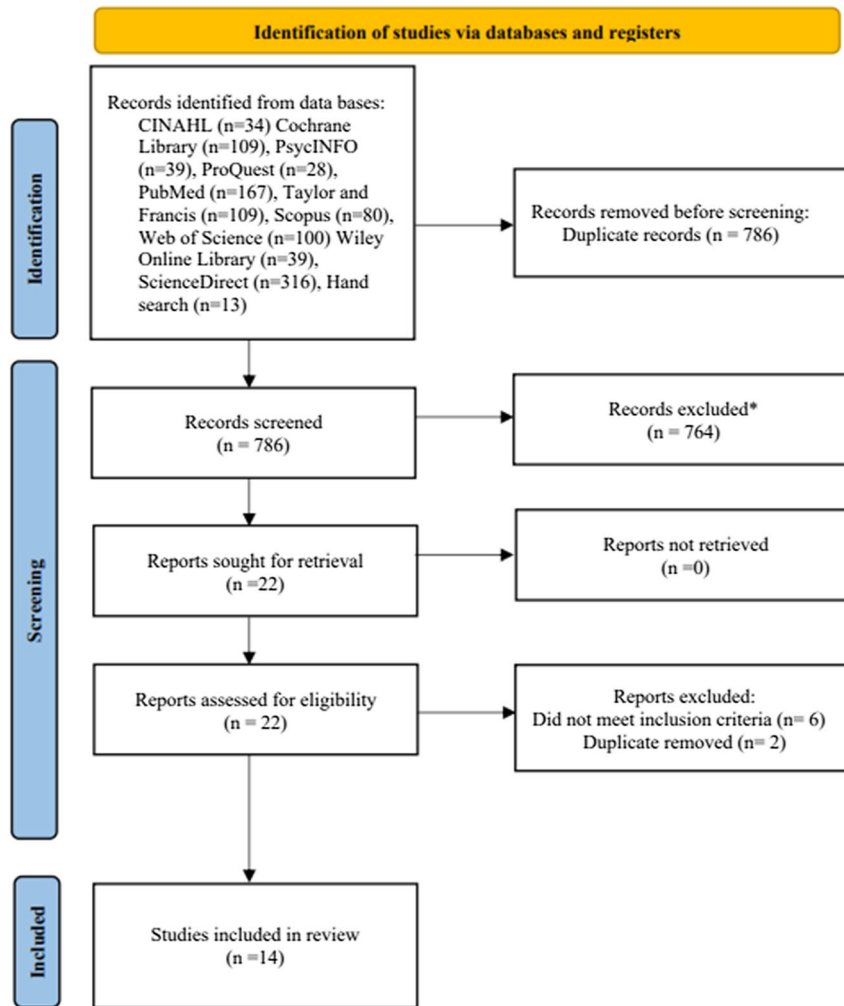 Identification of studies via databases and registers
Identification
Records identified from data bases:
CINAHL (n=34) Cochrane
Library (n=109), PsycINFO
(n=39), ProQuest (n=28),
PubMed (n=167), Taylor and
Francis (n=109), Scopus (n=80),
Web of Science (n=100) Wiley
Online Library (n=39),
ScienceDirect (n=316), Hand
search (n=13)
Records removed before screening:
Duplicate records (n = 786)
Screening
Records screened
(n = 786)
Records excluded*
(n = 764)
Reports sought for retrieval
(n =22)
Reports not retrieved
(n =0)
Reports assessed for eligibility
(n = 22)
Reports excluded:
Did not meet inclusion criteria (n= 6)
Duplicate removed (n= 2)
Included
Studies included in review
(n =14)